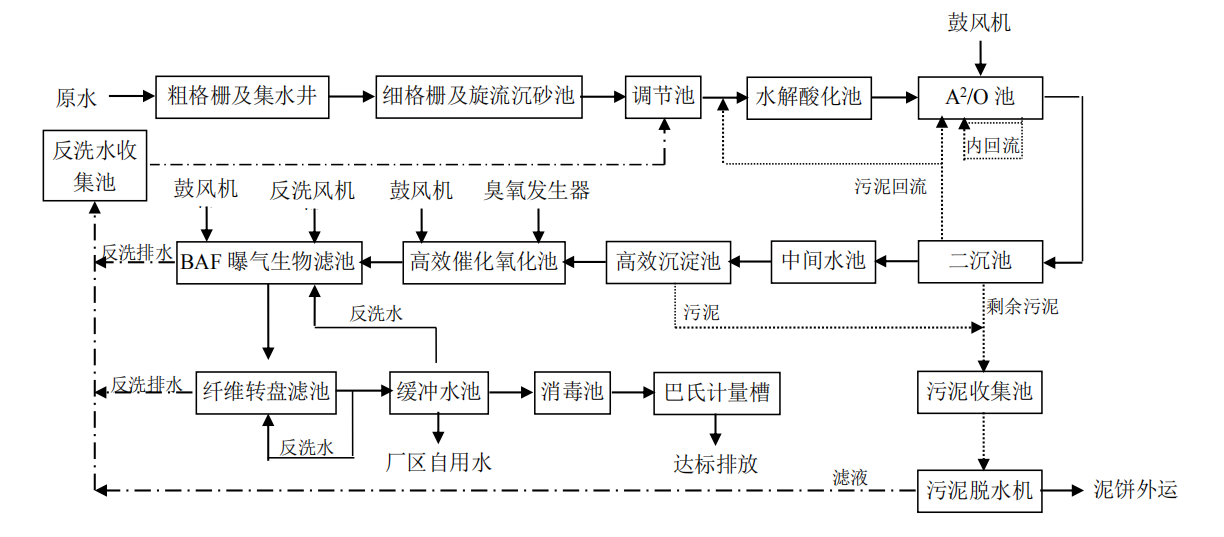 鼓风机
原水
粗格栅及集水井
细格栅及旋流沉砂池
调节池
水解酸化池
A²/O 池
内回流
反洗水收
集池
污泥回流
鼓风机
反洗风机
鼓风机
臭氧发生器
反洗排水
BAF 曝气生物滤池
高效催化氧化池
高效沉淀池
中间水池
二沉池
反洗水
污泥
剩余污泥
反洗排水
纤维转盘滤池
缓冲水池
消毒池
巴氏计量槽
污泥收集池
反洗水
厂区自用水
达标排放
滤液
污泥脱水机
泥饼外运